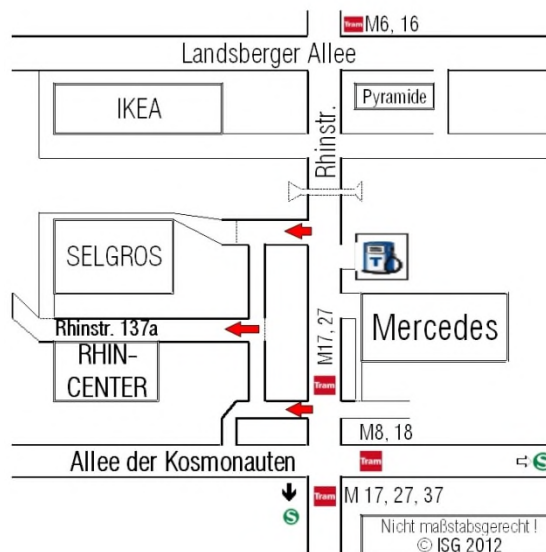 Tram M6, 16
Landsberger Allee
IKEA
Pyramide
Rhinstr.
SELGROS
T
Rhinstr. 137a
RHIN-
CENTER
M17, 27
Mercedes
Tram
M8, 18
Allee der Kosmonauten
Tram
S
S
Tram M 17, 27, 37
Nicht maßstabsgerecht !
© ISG 2012